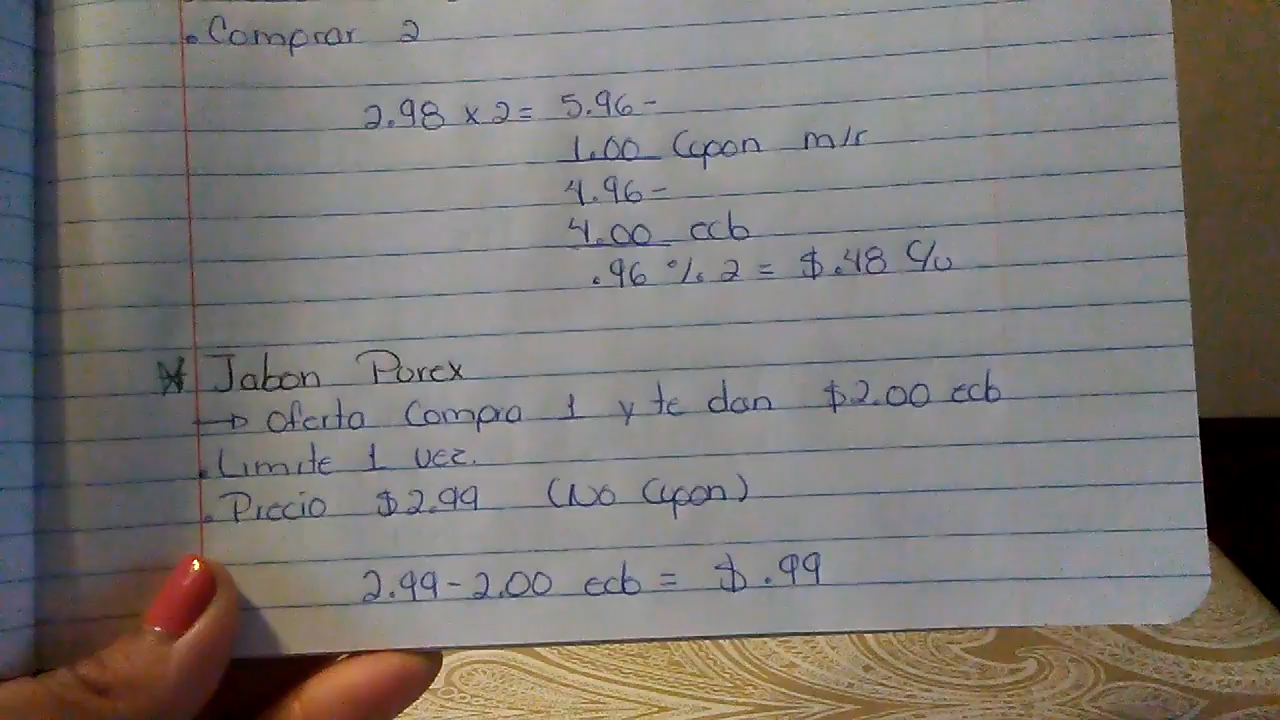 . Comprar 2
2.98 x 2 = 5.96 -
1.00 Cupon m/r
4.96 -
4.00 ecb
.96 % 2 = $.48 c/u
* Jabon Porex
→ Oferta Compra 1 y te dan $2.00 ecb
. Limite 1 vez.
. Precio $2.99 (No Cupon)
2.99 - 2.00 ecb = $.99